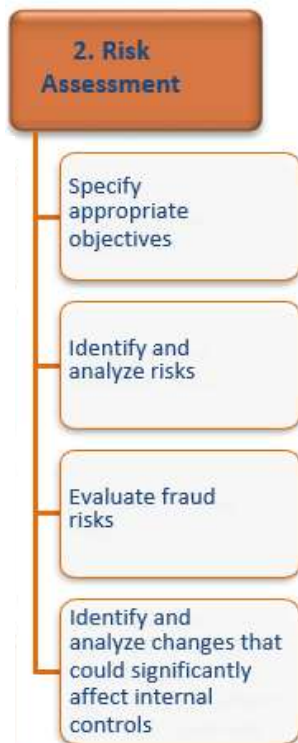 2. Risk
Assessment
Specify
appropriate
objectives
Identify and
analyze risks
Evaluate fraud
risks
Identify and
analyze changes that
could significantly
affect internal
controls